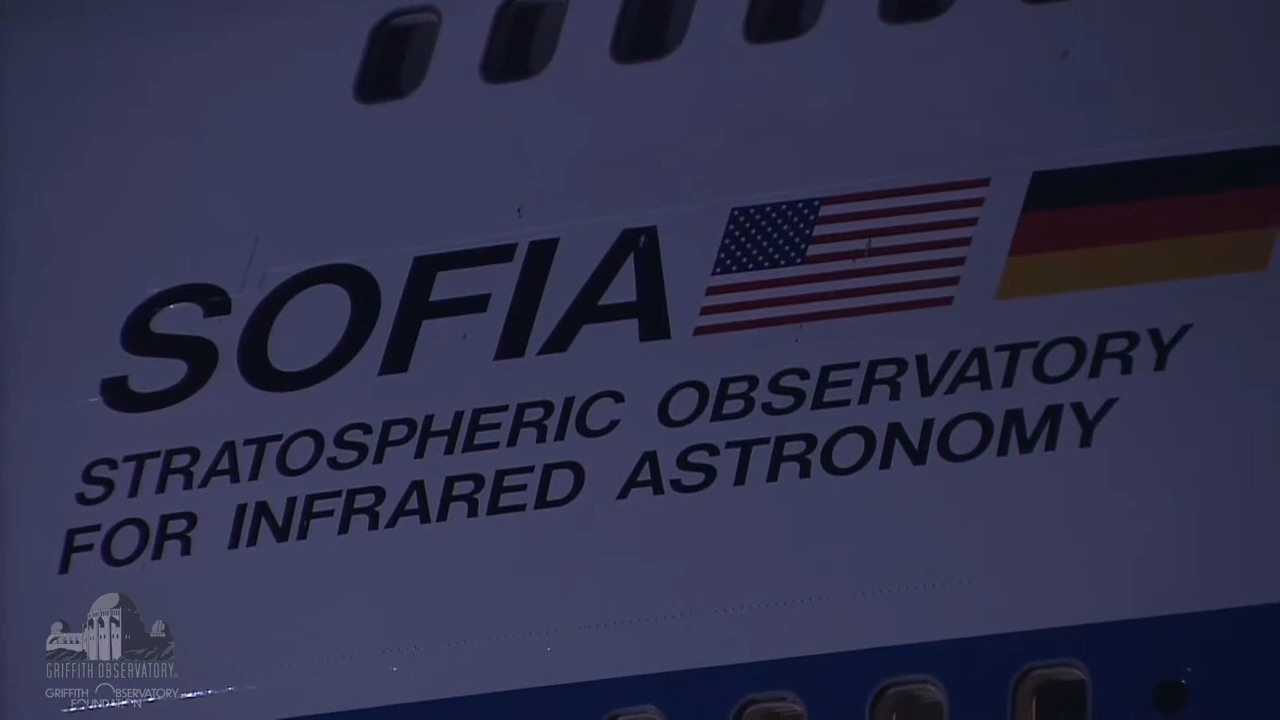 SOFIA
STRATOSPHERIC OBSERVATORY
FOR INFRARED ASTRONOMY
GRIFFITH OBSERVATORY
GRIFFITH OBSERVATORY
FOUNDATION